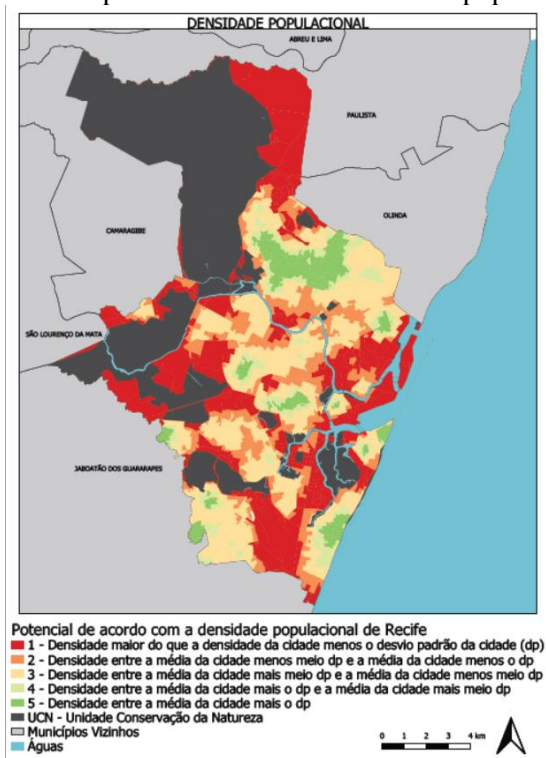 DENSIDADE POPULACIONAL
ABREU E LIMA
PAULISTA
OLINDA
CAMARAGIBE
SÃO LOURENÇO DA MATA
JABOATÃO DOS GUARARAPES
Potencial de acordo com a densidade populacional de Recife
1 - Densidade maior do que a densidade da cidade menos o desvio padrão da cidade (dp)
2 - Densidade entre a média da cidade menos meio dp e a média da cidade menos o dp
3 - Densidade entre a média da cidade mais meio dp e a média da cidade menos meio dp
4 - Densidade entre a média da cidade mais o dp e a média da cidade mais meio dp
5 - Densidade entre a média da cidade mais o dp
UCN - Unidade Conservação da Natureza
Municípios Vizinhos
Águas
0 1 2 3 4 km